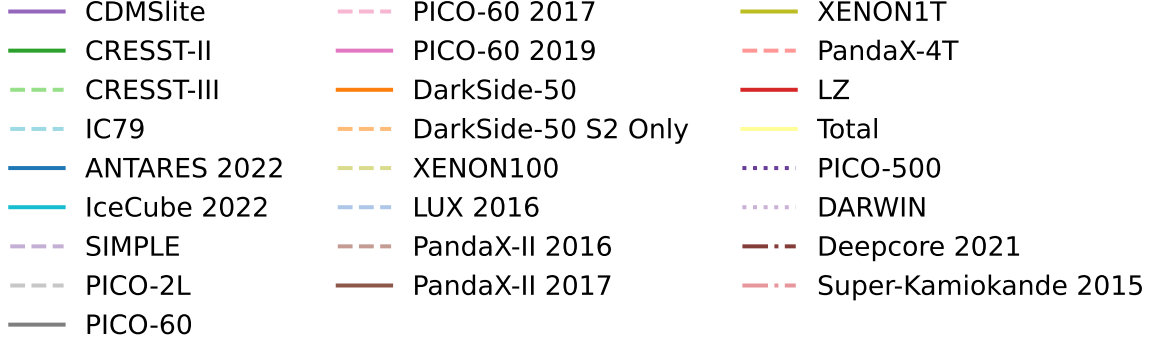 CDMSlite
CRESST-II
CRESST-III
IC79
ANTARES 2022
IceCube 2022
SIMPLE
PICO-2L
PICO-60
PICO-60 2017
PICO-60 2019
DarkSide-50
DarkSide-50 S2 Only
XENON100
LUX 2016
PandaX-II 2016
PandaX-II 2017
XENON1T
PandaX-4T
LZ
Total
PICO-500
DARWIN
Deepcore 2021
Super-Kamiokande 2015